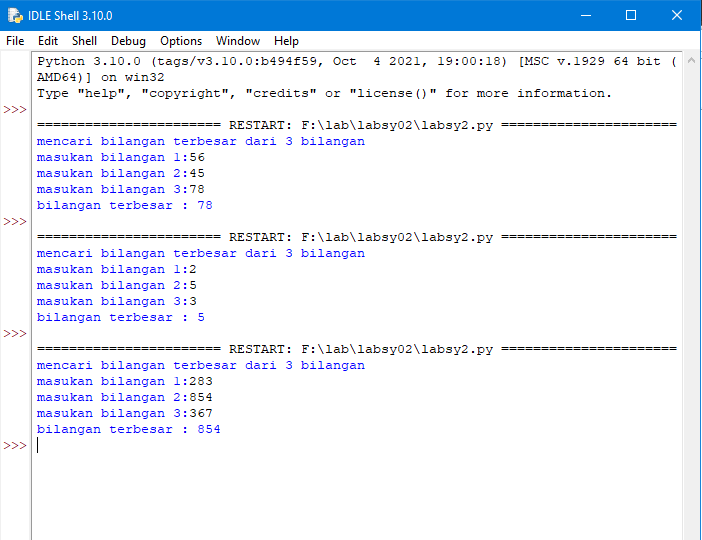 IDLE Shell 3.10.0
File Edit Shell Debug Options Window Help
Python 3.10.0 (tags/v3.10.0:b494f59, Oct  4 2021, 19:00:18) [MSC v.1929 64 bit (
AMD64)] on win32
Type "help", "copyright", "credits" or "license()" for more information.
>>>
======================= RESTART: F:\lab\labsy02\labsy2.py ======================
mencari bilangan terbesar dari 3 bilangan
masukan bilangan 1:56
masukan bilangan 2:45
masukan bilangan 3:78
bilangan terbesar : 78
>>>
======================= RESTART: F:\lab\labsy02\labsy2.py ======================
mencari bilangan terbesar dari 3 bilangan
masukan bilangan 1:2
masukan bilangan 2:5
masukan bilangan 3:3
bilangan terbesar : 5
>>>
======================= RESTART: F:\lab\labsy02\labsy2.py ======================
mencari bilangan terbesar dari 3 bilangan
masukan bilangan 1:283
masukan bilangan 2:854
masukan bilangan 3:367
bilangan terbesar : 854
>>>